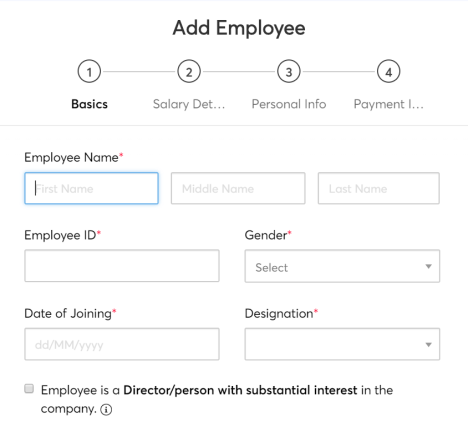 Add Employee
1 2 3 4
Basics Salary Det... Personal Info Payment I...
Employee Name*
First Name Middle Name Last Name
Employee ID* Gender*
Select
Date of Joining* Designation*
dd/MM/yyyy
Employee is a Director/person with substantial interest in the
company.